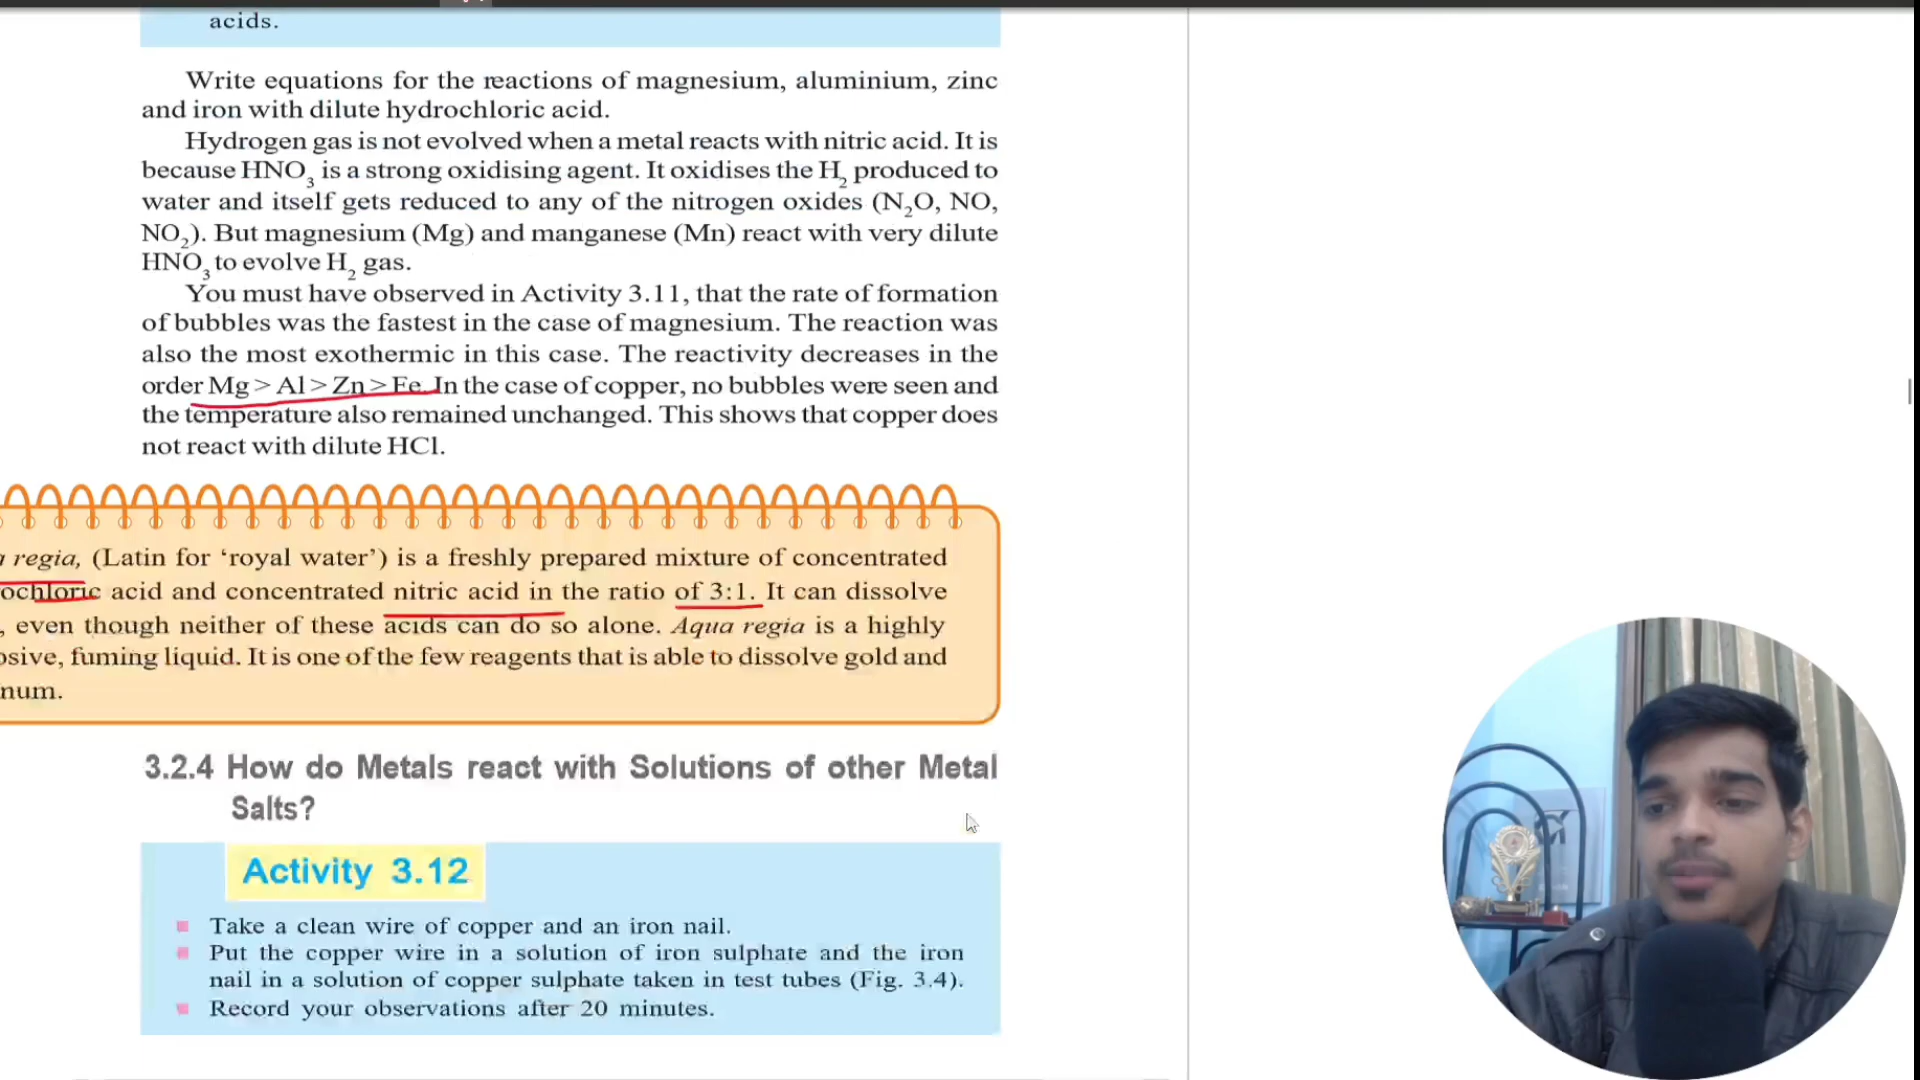 acids.
Write equations for the reactions of magnesium, aluminium, zinc
and iron with dilute hydrochloric acid.
Hydrogen gas is not evolved when a metal reacts with nitric acid. It is
because HNO₃ is a strong oxidising agent. It oxidises the H₂ produced to
water and itself gets reduced to any of the nitrogen oxides (N₂O, NO,
NO₂). But magnesium (Mg) and manganese (Mn) react with very dilute
HNO₃ to evolve H₂ gas.
You must have observed in Activity 3.11, that the rate of formation
of bubbles was the fastest in the case of magnesium. The reaction was
also the most exothermic in this case. The reactivity decreases in the
order Mg > Al > Zn > Fe. In the case of copper, no bubbles were seen and
the temperature also remained unchanged. This shows that copper does
not react with dilute HCl.
a regia, (Latin for ‘royal water’) is a freshly prepared mixture of concentrated
ochloric acid and concentrated nitric acid in the ratio of 3:1. It can dissolve
, even though neither of these acids can do so alone. Aqua regia is a highly
osive, fuming liquid. It is one of the few reagents that is able to dissolve gold and
num.
3.2.4 How do Metals react with Solutions of other Metal
Salts?
Activity 3.12
Take a clean wire of copper and an iron nail.
Put the copper wire in a solution of iron sulphate and the iron
nail in a solution of copper sulphate taken in test tubes (Fig. 3.4).
Record your observations after 20 minutes.